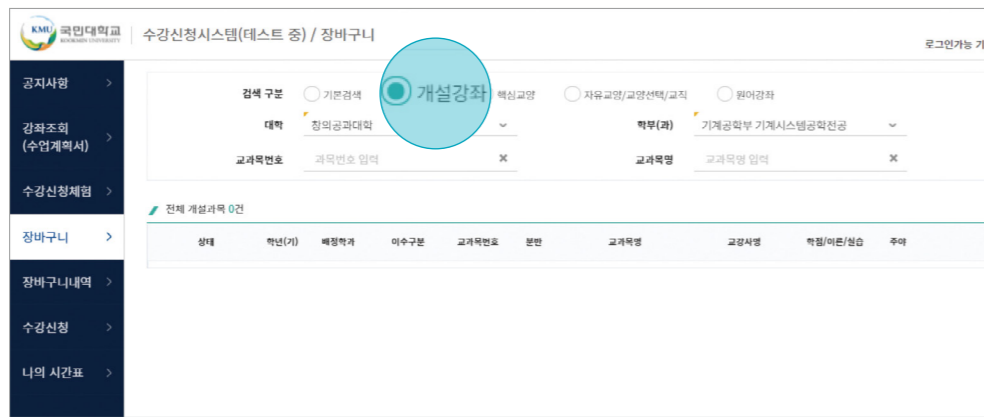 KMU 국민대학교
KOOKMIN UNIVERSITY
수강신청시스템(테스트 중) / 장바구니
로그인가능 기
공지사항
강좌조회
(수업계획서)
수강신청체험
장바구니
장바구니내역
수강신청
나의 시간표
검색 구분 기본검색 개설강좌 핵심교양 자유교양/교양선택/교직 원어강좌
대학 창의공과대학 학부(과) 기계공학부 기계시스템공학전공
교과목번호 과목번호 입력 교과목명 교과목명 입력
전체 개설과목 0건
상태 학년(기) 배정학과 이수구분 교과목번호 분반 교과목명 교강사명 학점/이론/실습 주야